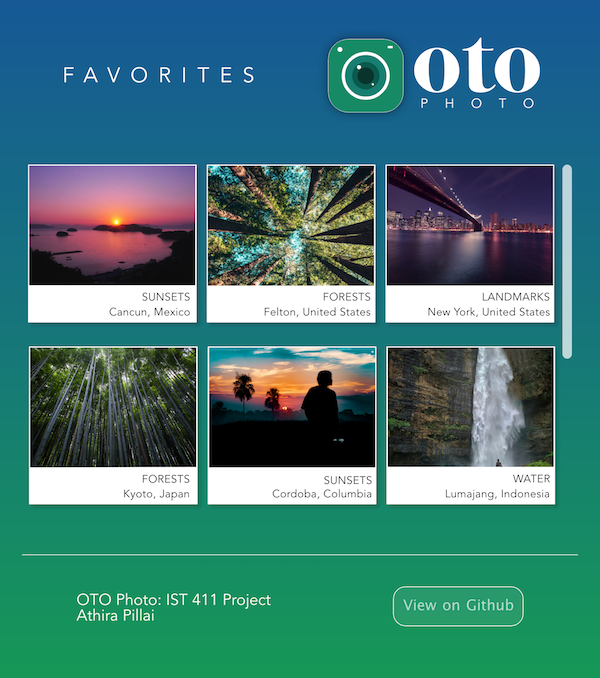 FAVORITES
oto
PHOTO
SUNSETS
Cancun, Mexico
FORESTS
Felton, United States
LANDMARKS
New York, United States
FORESTS
Kyoto, Japan
SUNSETS
Cordoba, Columbia
WATER
Lumajang, Indonesia
OTO Photo: IST 411 Project
Athira Pillai
View on Github